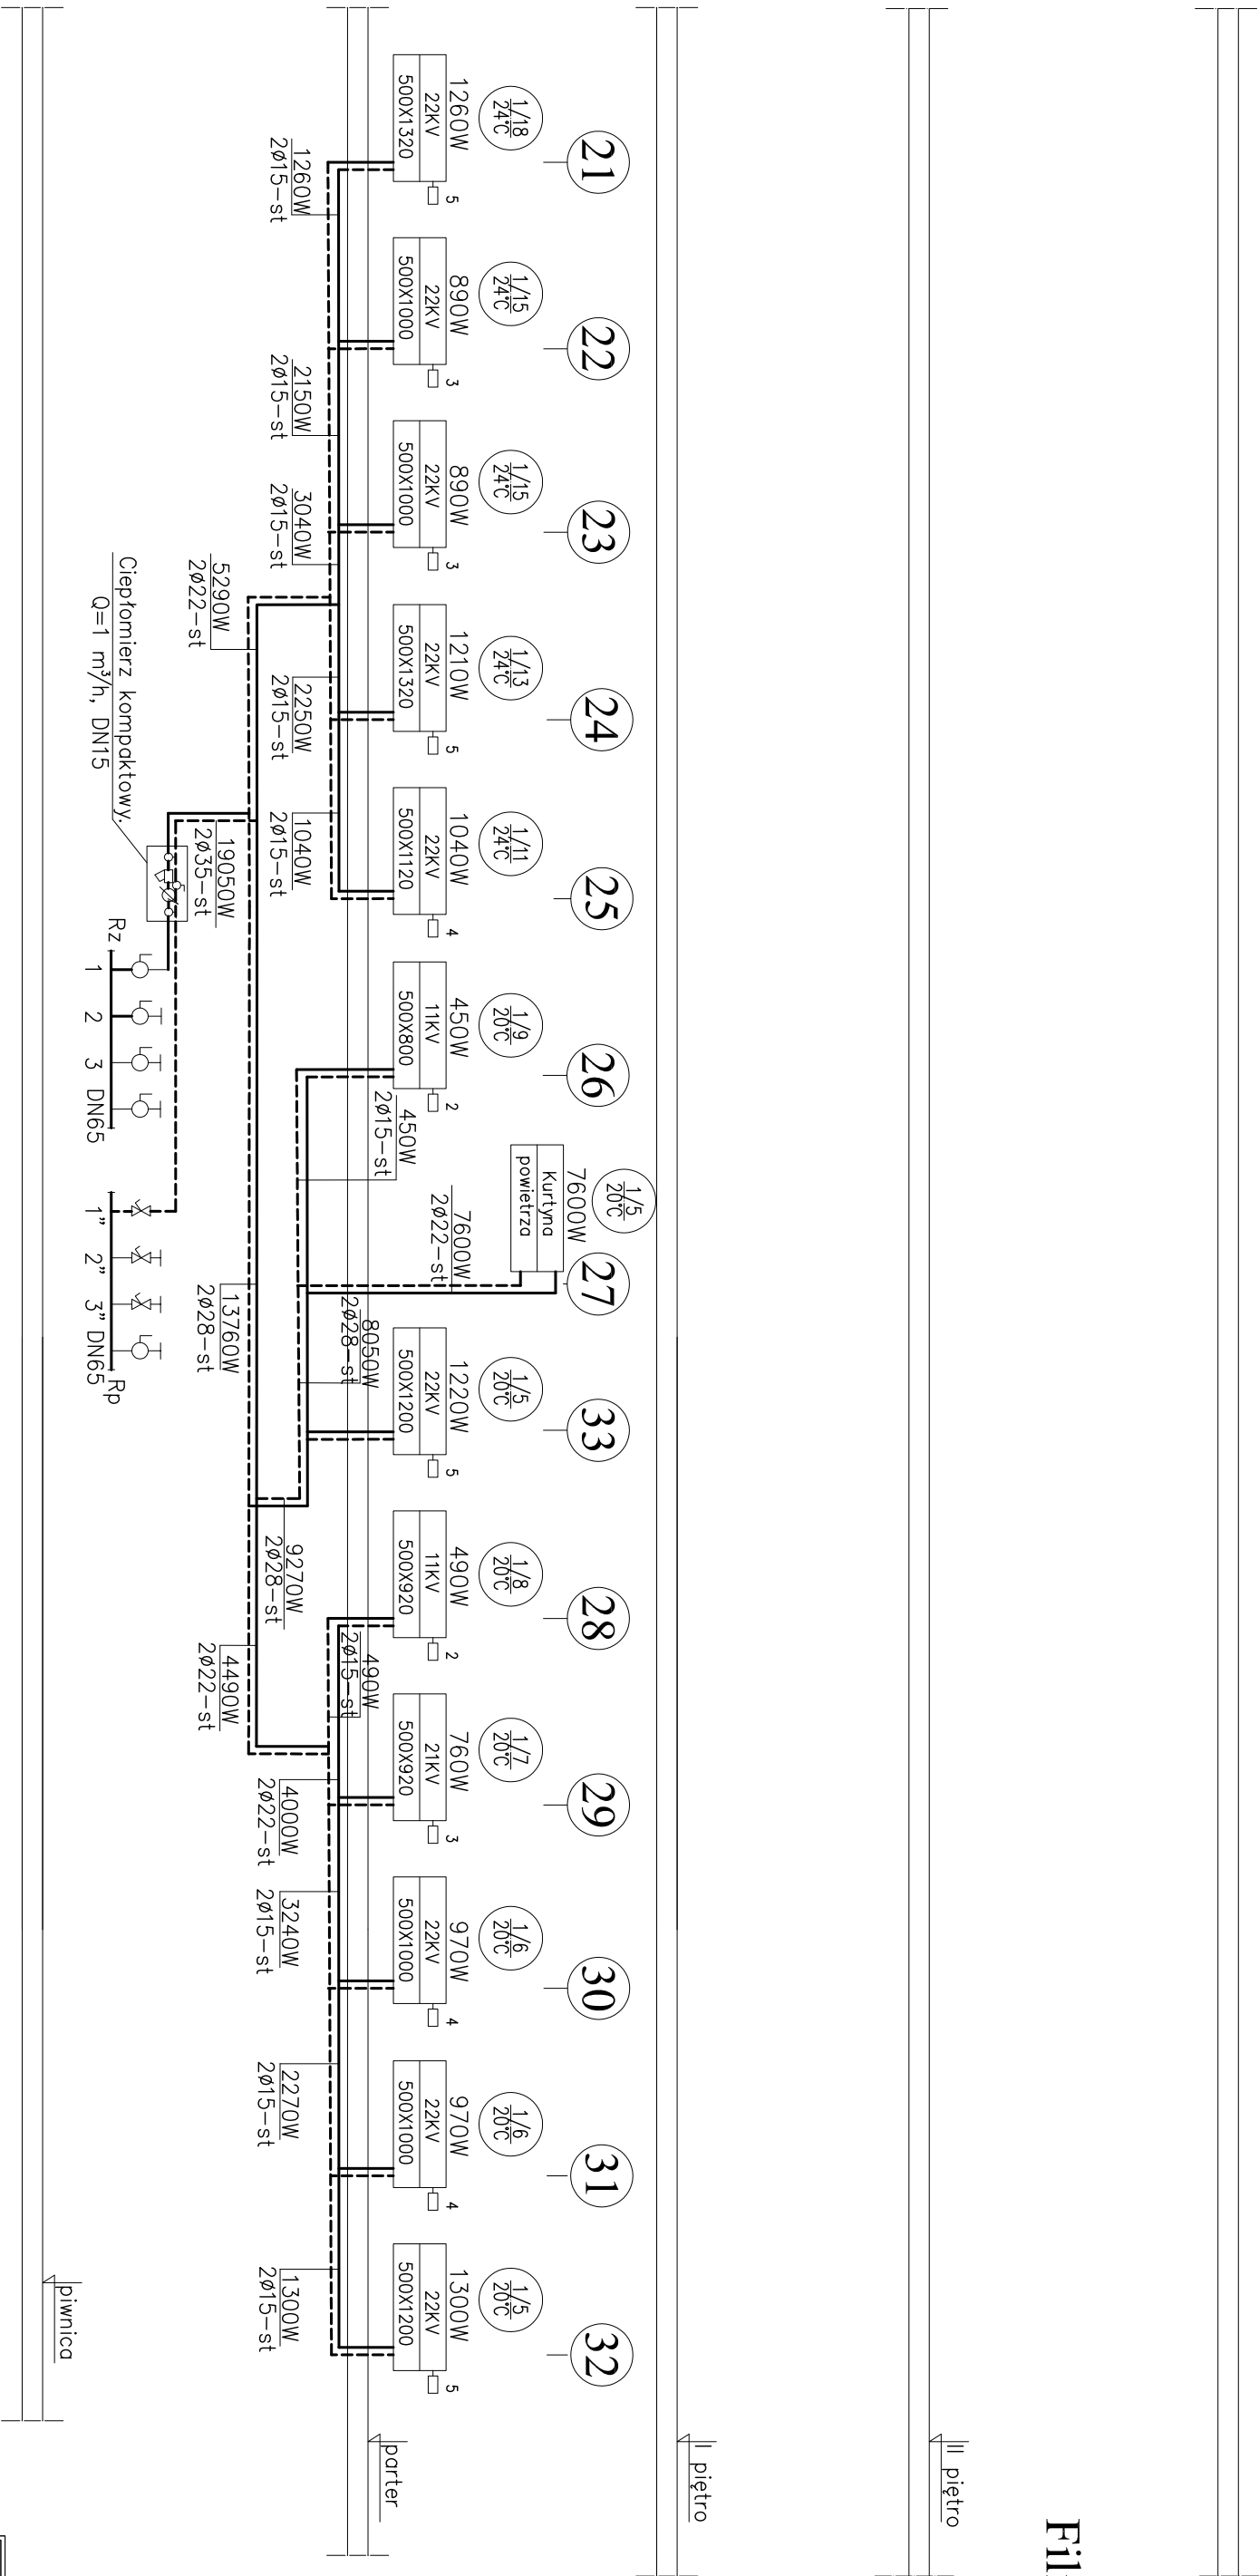 Fil
II piętro
I piętro
parter
piwnica
21
1/18
24°C
1260W
22KV
500X1320
5
22
1/15
24°C
890W
22KV
500X1000
3
23
1/15
24°C
890W
22KV
500X1000
3
24
1/13
24°C
1210W
22KV
500X1320
5
25
1/11
24°C
1040W
22KV
500X1120
4
26
1/9
20°C
450W
11KV
500X800
2
27
1/5
20°C
7600W
Kurtyna
powietrza
33
1/5
20°C
1220W
22KV
500X1200
5
28
1/8
20°C
490W
11KV
500X920
2
29
1/7
20°C
760W
21KV
500X920
3
30
1/6
20°C
970W
22KV
500X1000
4
31
1/6
20°C
970W
22KV
500X1000
4
32
1/5
20°C
1300W
22KV
500X1200
5
1260W
2ø15-st
2150W
2ø15-st
3040W
2ø15-st
5290W
2ø22-st
2250W
2ø15-st
1040W
2ø15-st
450W
2ø15-st
7600W
2ø22-st
8050W
2ø28-st
9270W
2ø28-st
490W
2ø15-st
4000W
2ø22-st
3240W
2ø15-st
2270W
2ø15-st
1300W
2ø15-st
19050W
2ø35-st
13760W
2ø28-st
4490W
2ø22-st
Ciepłomierz kompaktowy.
Q=1 m³/h, DN15
Rz
1 2 3 DN65
1" 2" 3" DN65
Rp